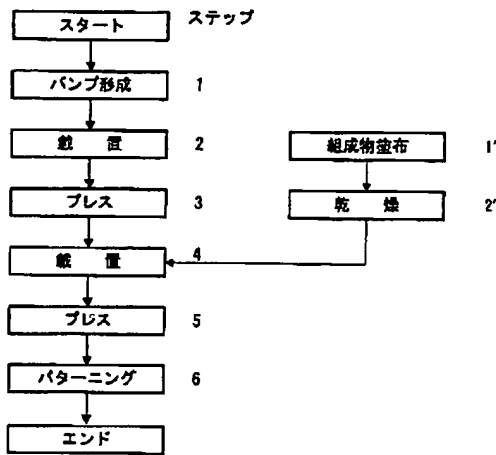 スタート ステップ
バンプ形成 1
載 置 2
組成物塗布 1'
プレス 3
乾 燥 2'
載 置 4
プレス 5
パターニング 6
エンド